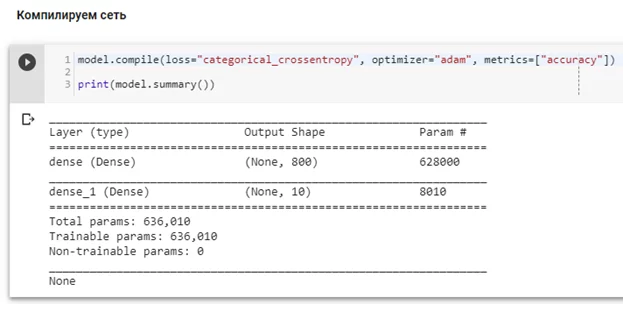 Компилируем сеть
1 model.compile(loss="categorical_crossentropy", optimizer="adam", metrics=["accuracy"])
2
3 print(model.summary())
Layer (type) Output Shape Param #
=================================================================
dense (Dense) (None, 800) 628000
_________________________________________________________________
dense_1 (Dense) (None, 10) 8010
=================================================================
Total params: 636,010
Trainable params: 636,010
Non-trainable params: 0
_________________________________________________________________
None